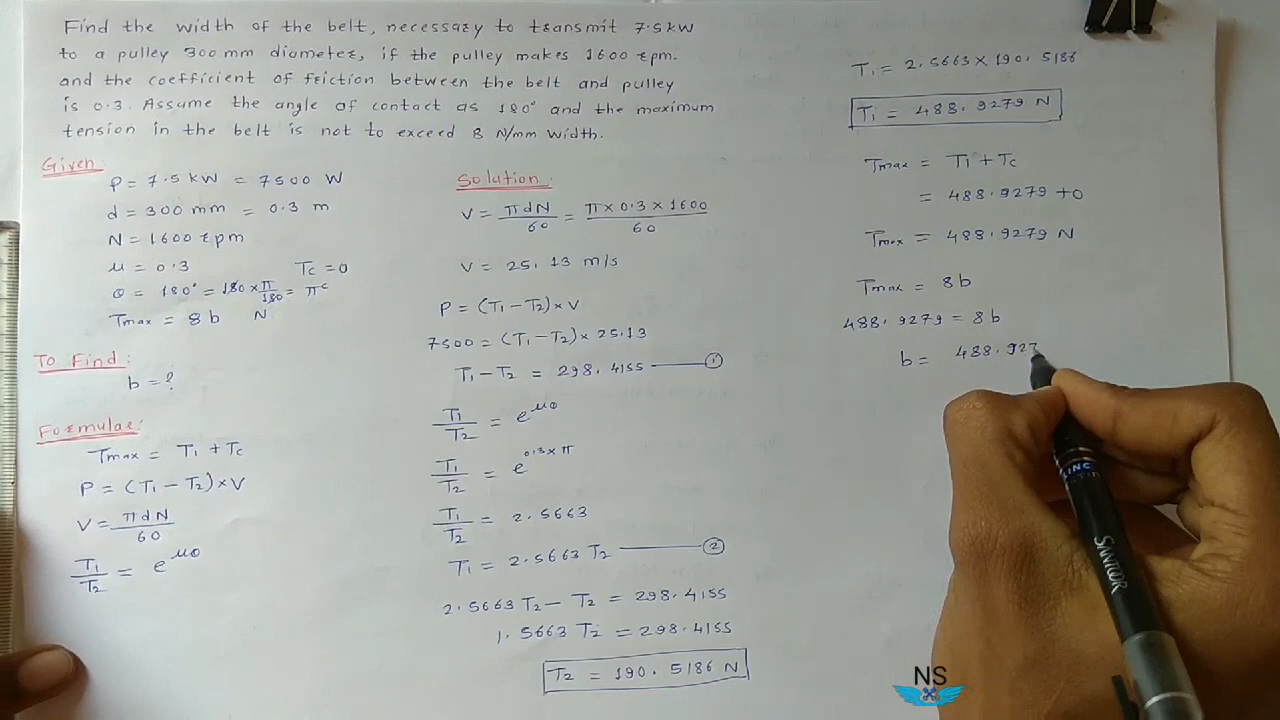 Find the width of the belt, necessary to transmit 7.5 kW
to a pulley 300 mm diameter, if the pulley makes 1600 rpm.
and the coefficient of friction between the belt and pulley
is 0.3. Assume the angle of contact as 180° and the maximum
tension in the belt is not to exceed 8 N/mm width.
Given
P = 7.5 kW = 7500 W
d = 300 mm = 0.3 m
N = 1600 rpm
μ = 0.3 Tc = 0
θ = 180° = 180 × π/180 = π^c
Tmax = 8 b N
To Find:
b = ?
Formulae:
Tmax = T1 + Tc
P = (T1 - T2) × V
V = πdN/60
T1/T2 = e^μθ
Solution:
V = πdN/60 = π × 0.3 × 1600/60
V = 25.13 m/s
P = (T1 - T2) × V
7500 = (T1 - T2) × 25.13
T1 - T2 = 298.4155 —— ①
T1/T2 = e^μθ
T1/T2 = e^0.3×π
T1/T2 = 2.5663
T1 = 2.5663 T2 —— ②
2.5663 T2 - T2 = 298.4155
1.5663 T2 = 298.4155
T2 = 190.5186 N
T1 = 2.5663 × 190.5186
T1 = 488.9279 N
Tmax = T1 + Tc
= 488.9279 + 0
Tmax = 488.9279 N
Tmax = 8 b
488.9279 = 8 b
b = 488.927
INC
SANTOOR
NS